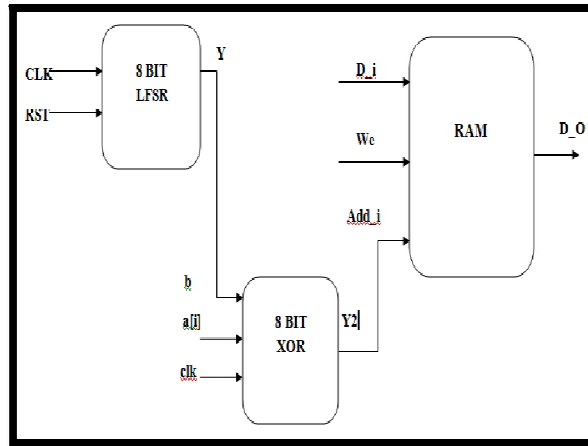 CLK
RST
8 BIT
LFSR
Y
D_i
We
Add_i
RAM
D_O
b
a[i]
clk
8 BIT
XOR
Y2